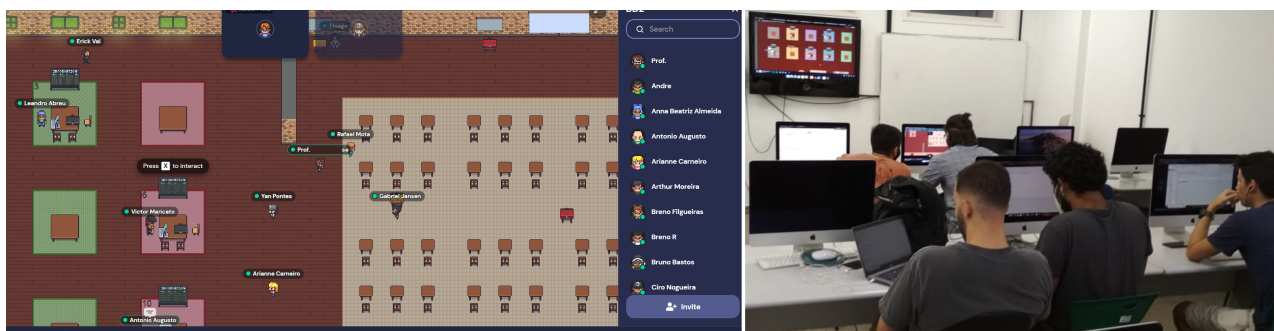 Thiago
Erick Val
Leandro Abreu
Rafael Mota
Prof.
Press X to interact
Yan Pontes
Gabriel Jansen
Victor Maricato
Arianne Carneiro
10
Antonio Augusto
Search
Prof.
Andre
Anna Beatriz Almeida
Antonio Augusto
Arianne Carneiro
Arthur Moreira
Breno Filgueiras
Breno R
Bruno Bastos
Ciro Nogueira
Invite